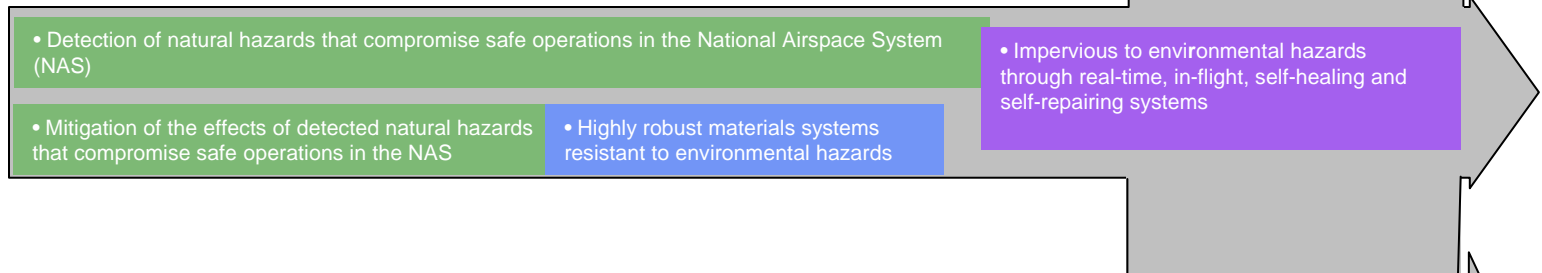 • Detection of natural hazards that compromise safe operations in the National Airspace System
(NAS)
• Mitigation of the effects of detected natural hazards
that compromise safe operations in the NAS
• Highly robust materials systems
resistant to environmental hazards
• Impervious to environmental hazards
through real-time, in-flight, self-healing and
self-repairing systems